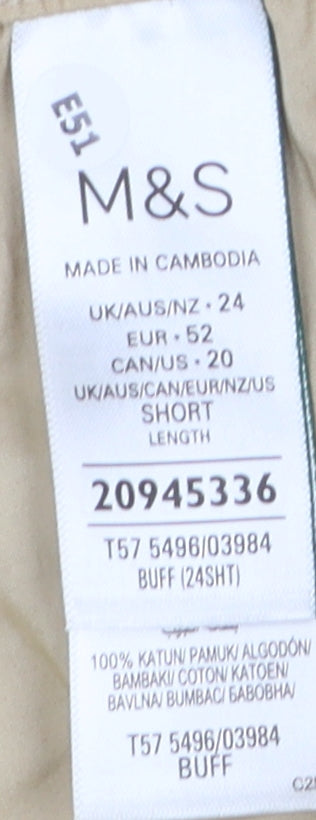 E51
M&S
MADE IN CAMBODIA
UK/AUS/NZ • 24
EUR • 52
CAN/US • 20
UK/AUS/CAN/EUR/NZ/US
SHORT
LENGTH
20945336
T57 5496/03984
BUFF (24SHT)
100% KATUN/ PAMUK/ ALGODÓN/
BAMBAKI/ COTON/ KATOEN/
BAVLNA/ BUMBAC/ БАВОВНА/
T57 5496/03984
BUFF